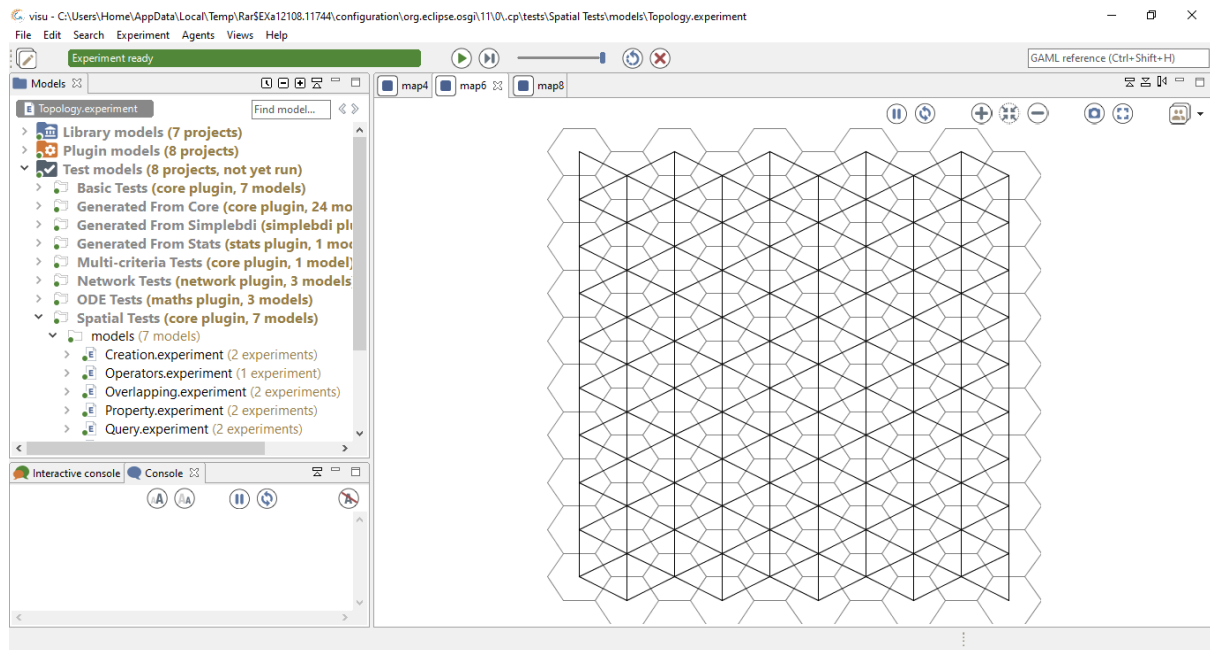 visu - C:\Users\Home\AppData\Local\Temp\Rar$EXa12108.11744\configuration\org.eclipse.osgi\11\0\.cp\tests\Spatial Tests\models\Topology.experiment
File Edit Search Experiment Agents Views Help
Experiment ready
GAML reference (Ctrl+Shift+H)
Models
map4 map6 map8
Topology.experiment
Find model...
Library models (7 projects)
Plugin models (8 projects)
Test models (8 projects, not yet run)
Basic Tests (core plugin, 7 models)
Generated From Core (core plugin, 24 mo
Generated From Simplebdi (simplebdi pl
Generated From Stats (stats plugin, 1 mo
Multi-criteria Tests (core plugin, 1 model)
Network Tests (network plugin, 3 models
ODE Tests (maths plugin, 3 models)
Spatial Tests (core plugin, 7 models)
models (7 models)
Creation.experiment (2 experiments)
Operators.experiment (1 experiment)
Overlapping.experiment (2 experiments)
Property.experiment (2 experiments)
Query.experiment (2 experiments)
Interactive console Console